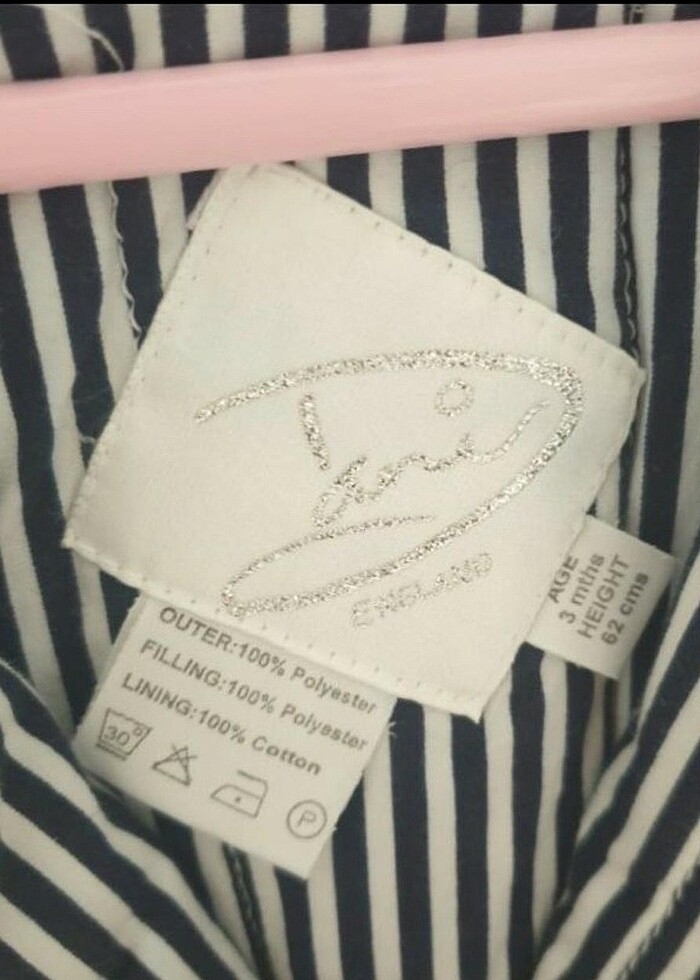 Dani
ENGLAND
AGE
3 mths
HEIGHT
62 cms
OUTER:100% Polyester
FILLING:100% Polyester
LINING:100% Cotton
30°
P